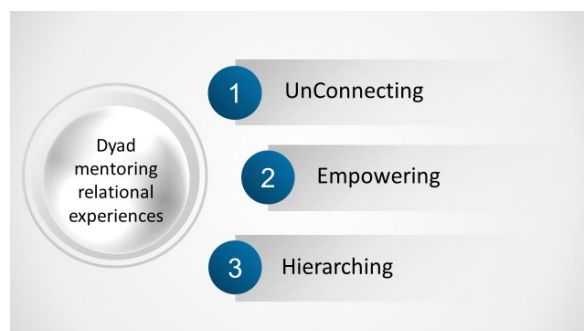 Dyad
mentoring
relational
experiences
1 UnConnecting
2 Empowering
3 Hierarching